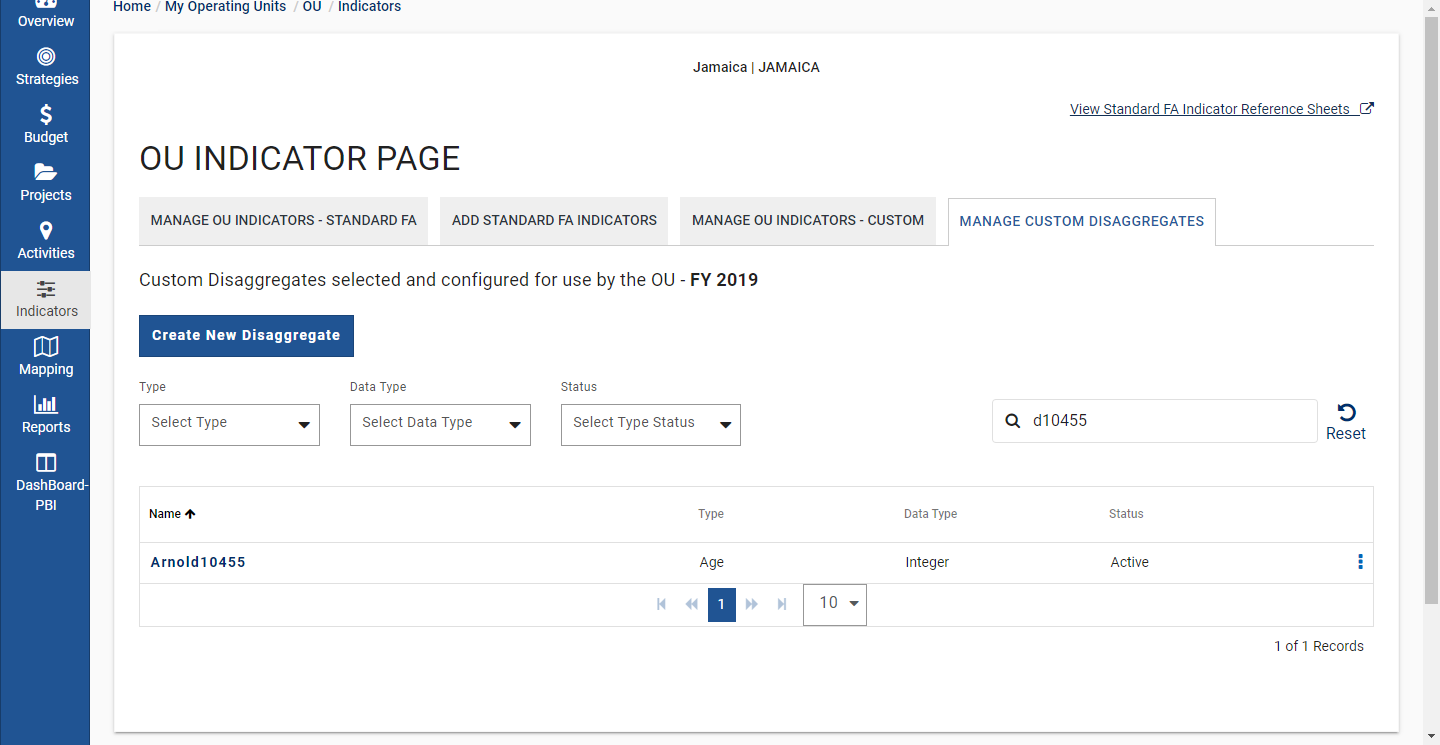 Home / My Operating Units / OU / Indicators
Overview
Strategies
Budget
Projects
Activities
Indicators
Mapping
Reports
DashBoard-
PBI
Jamaica | JAMAICA
View Standard FA Indicator Reference Sheets
OU INDICATOR PAGE
MANAGE OU INDICATORS - STANDARD FA
ADD STANDARD FA INDICATORS
MANAGE OU INDICATORS - CUSTOM
MANAGE CUSTOM DISAGGREGATES
Custom Disaggregates selected and configured for use by the OU - FY 2019
Create New Disaggregate
Type Data Type Status
Select Type Select Data Type Select Type Status d10455
Reset
Name Type Data Type Status
Arnold10455 Age Integer Active
1 10
1 of 1 Records